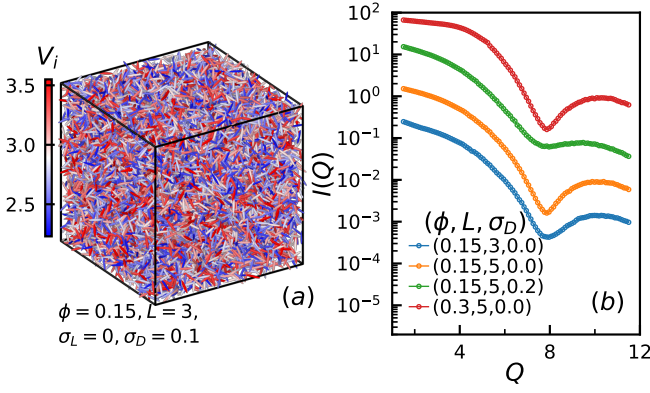 V_i
3.5
3.0
2.5
ϕ = 0.15, L = 3,
σ_L = 0, σ_D = 0.1
(a)
I(Q)
10^2
10^1
10^0
10^−1
10^−2
10^−3
10^−4
10^−5
(ϕ, L, σ_D)
(0.15,3,0.0)
(0.15,5,0.0)
(0.15,5,0.2)
(0.3,5,0.0)
(b)
4
8
12
Q